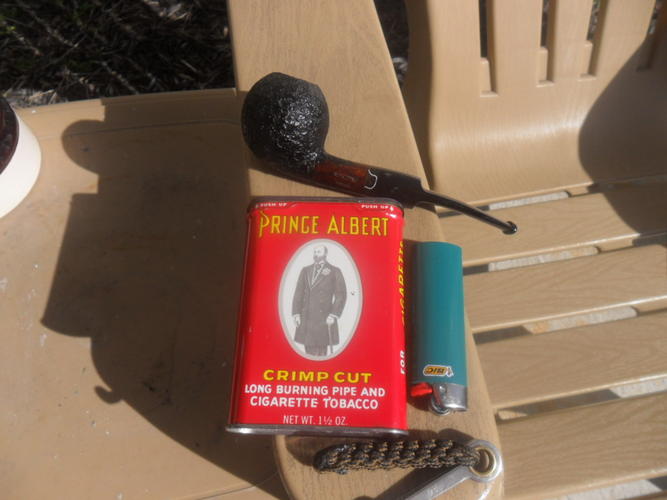 PUSH UP
PUSH UP
PRINCE ALBERT
CRIMP CUT
LONG BURNING PIPE AND
CIGARETTE TOBACCO
NET WT. 1½ OZ.
FOR CIGARETTE
BIC